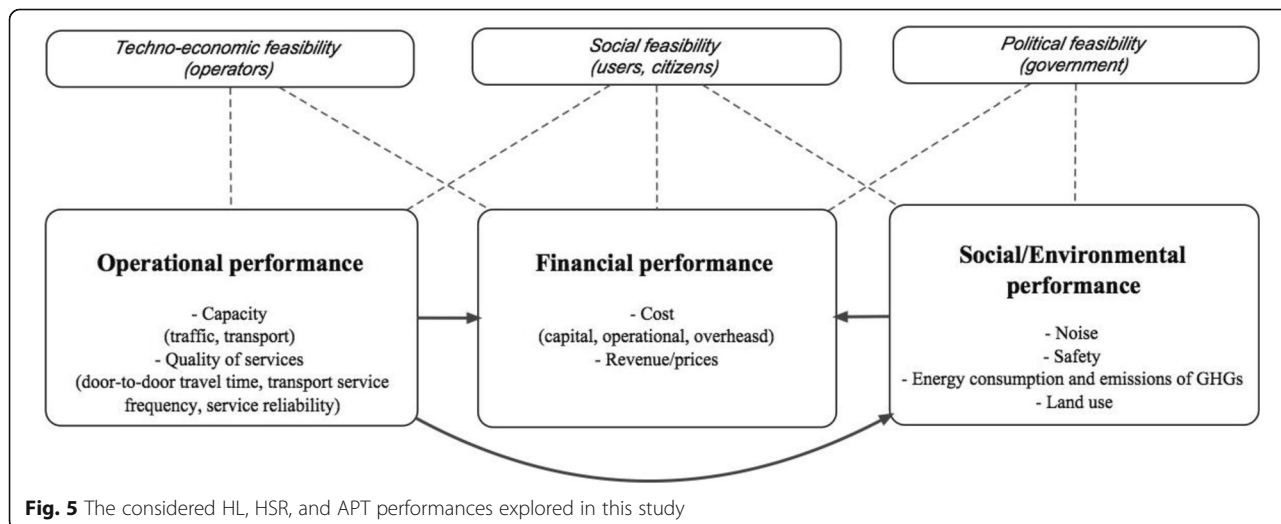 Techno-economic feasibility
(operators)
Social feasibility
(users, citizens)
Political feasibility
(government)
Operational performance
- Capacity
(traffic, transport)
- Quality of services
(door-to-door travel time, transport service
frequency, service reliability)
Financial performance
- Cost
(capital, operational, overheasd)
- Revenue/prices
Social/Environmental
performance
- Noise
- Safety
- Energy consumption and emissions of GHGs
- Land use
Fig. 5 The considered HL, HSR, and APT performances explored in this study